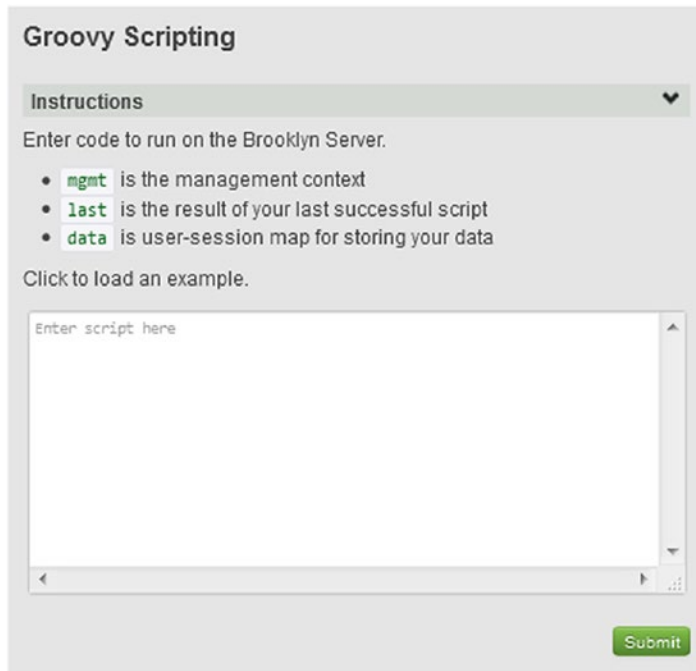 Groovy Scripting
Instructions
Enter code to run on the Brooklyn Server.
mgmt is the management context
last is the result of your last successful script
data is user-session map for storing your data
Click to load an example.
Enter script here
Submit